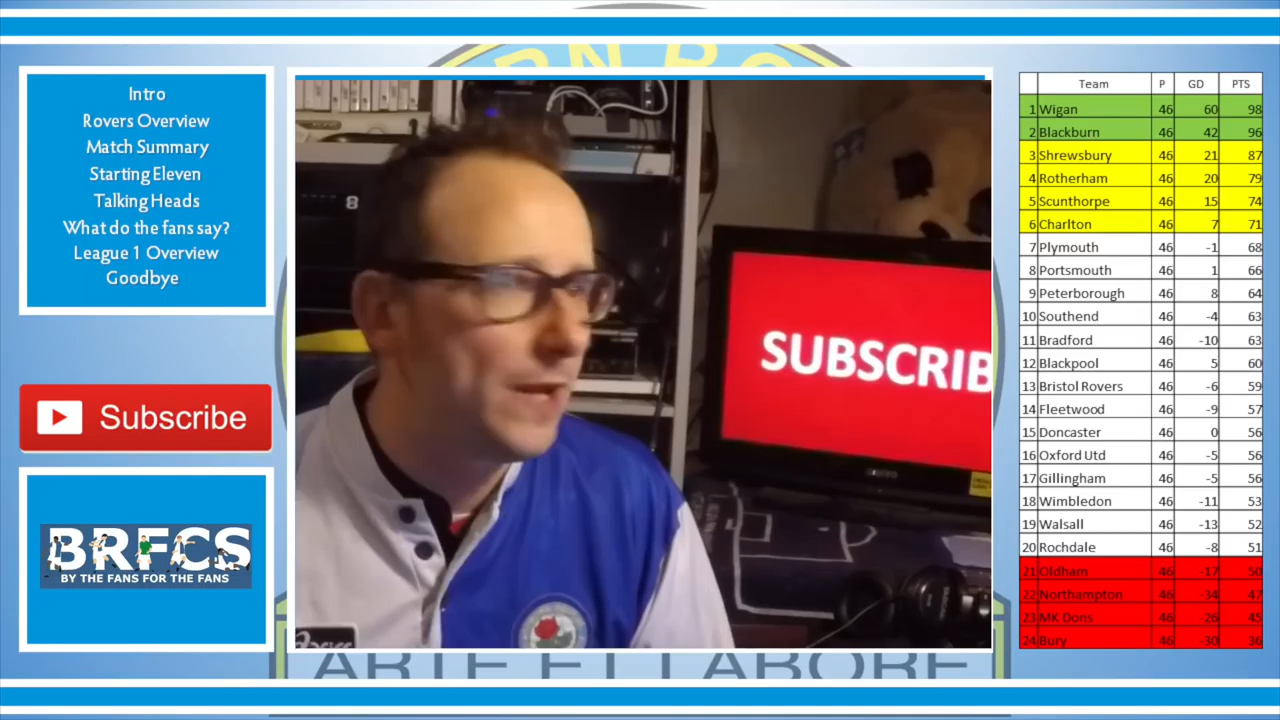 RN RO
Intro
Rovers Overview
Match Summary
Starting Eleven
Talking Heads
What do the fans say?
League 1 Overview
Goodbye
Subscribe
BRFCS
BY THE FANS FOR THE FANS
8
SUBSCRIB
asics
ARTE ET LABORE
Team P GD PTS
1 Wigan 46 60 98
2 Blackburn 46 42 96
3 Shrewsbury 46 21 87
4 Rotherham 46 20 79
5 Scunthorpe 46 15 74
6 Charlton 46 7 71
7 Plymouth 46 -1 68
8 Portsmouth 46 1 66
9 Peterborough 46 8 64
10 Southend 46 -4 63
11 Bradford 46 -10 63
12 Blackpool 46 5 60
13 Bristol Rovers 46 -6 59
14 Fleetwood 46 -9 57
15 Doncaster 46 0 56
16 Oxford Utd 46 -5 56
17 Gillingham 46 -5 56
18 Wimbledon 46 -11 53
19 Walsall 46 -13 52
20 Rochdale 46 -8 51
21 Oldham 46 -17 50
22 Northampton 46 -34 47
23 MK Dons 46 -26 45
24 Bury 46 -30 36